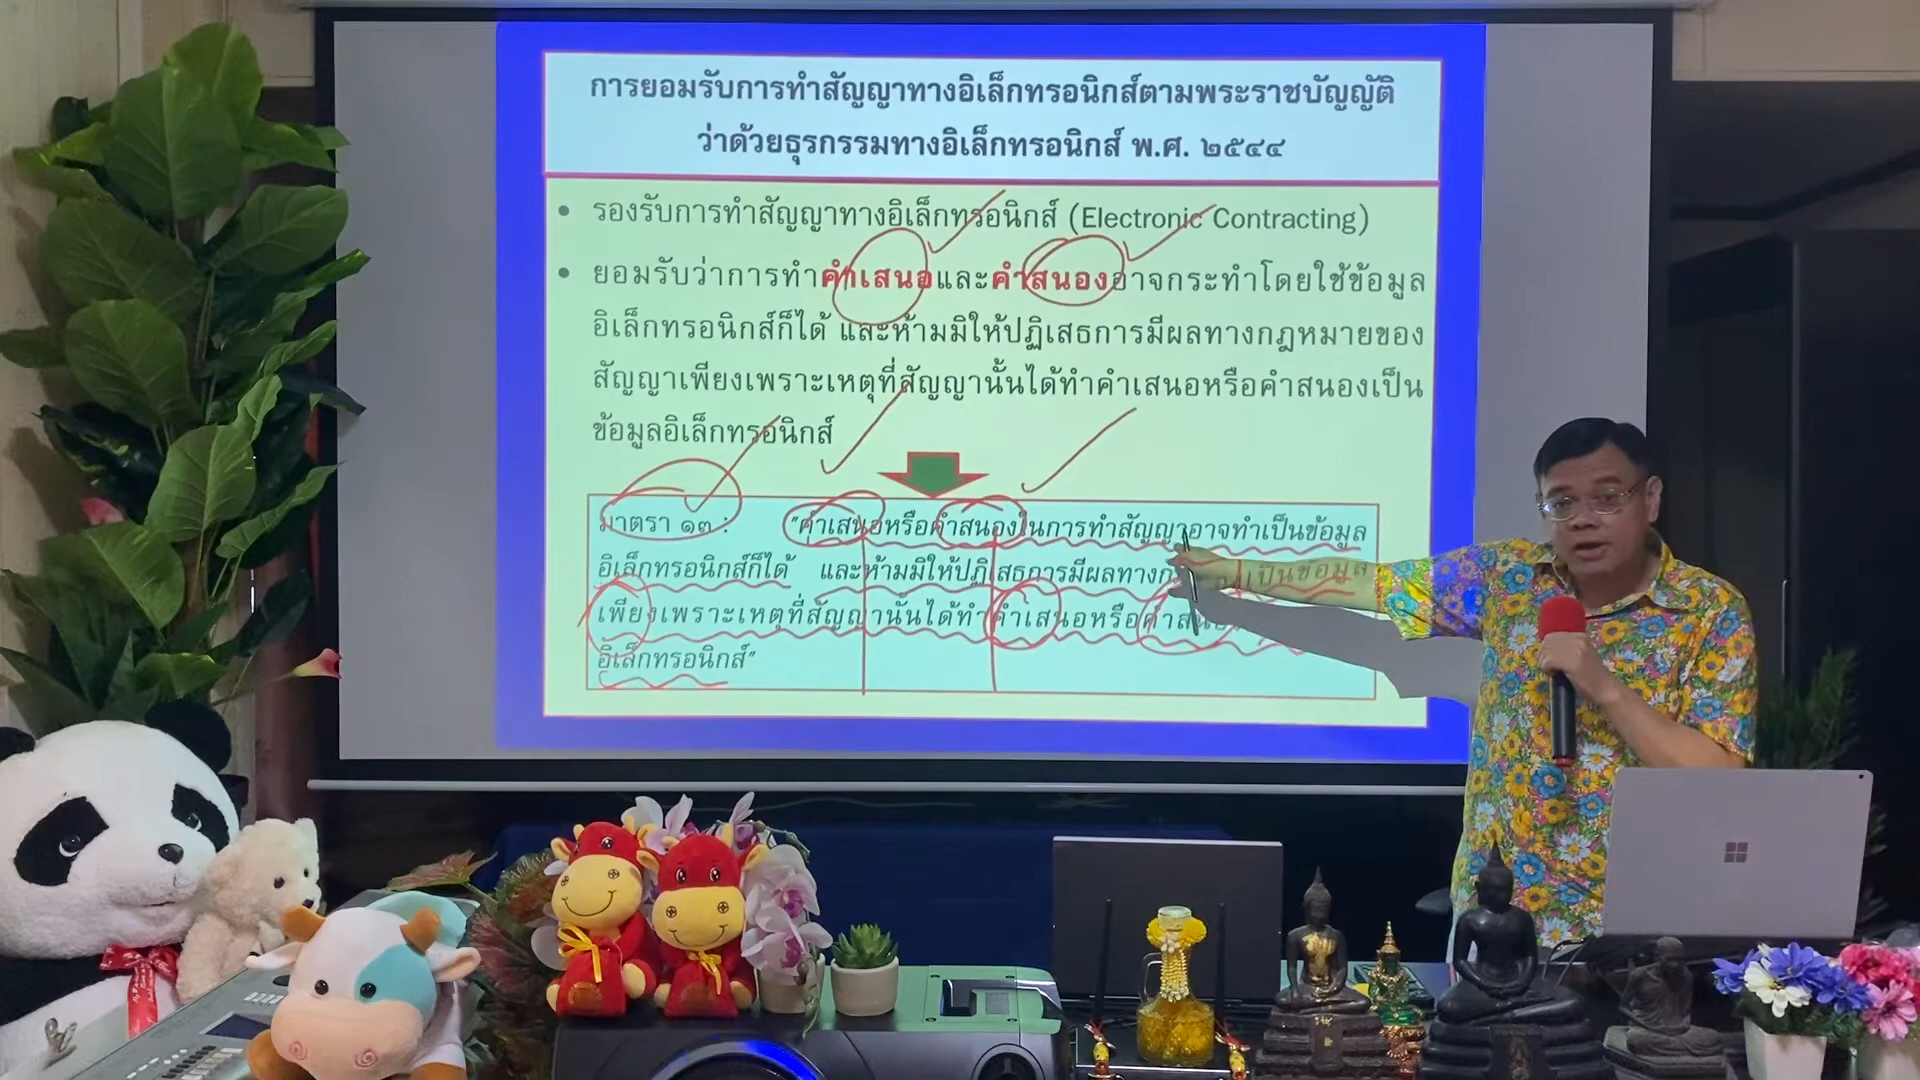 การยอมรับการทำสัญญาทางอิเล็กทรอนิกส์ตามพระราชบัญญัติ
ว่าด้วยธุรกรรมทางอิเล็กทรอนิกส์ พ.ศ. ๒๕๔๔
• รองรับการทำสัญญาทางอิเล็กทรอนิกส์ (Electronic Contracting)
• ยอมรับว่าการทำคำเสนอและคำสนองอาจกระทำโดยใช้ข้อมูล
อิเล็กทรอนิกส์ก็ได้ และห้ามมิให้ปฏิเสธการมีผลทางกฎหมายของ
สัญญาเพียงเพราะเหตุที่สัญญานั้นได้ทำคำเสนอหรือคำสนองเป็น
ข้อมูลอิเล็กทรอนิกส์
มาตรา ๑๓ : "คำเสนอหรือคำสนองในการทำสัญญาอาจทำเป็นข้อมูล
อิเล็กทรอนิกส์ก็ได้ และห้ามมิให้ปฏิเสธการมีผลทาง
เพียงเพราะเหตุที่สัญญานั้นได้ทำคำเสนอหรือคำสนอง
อิเล็กทรอนิกส์"